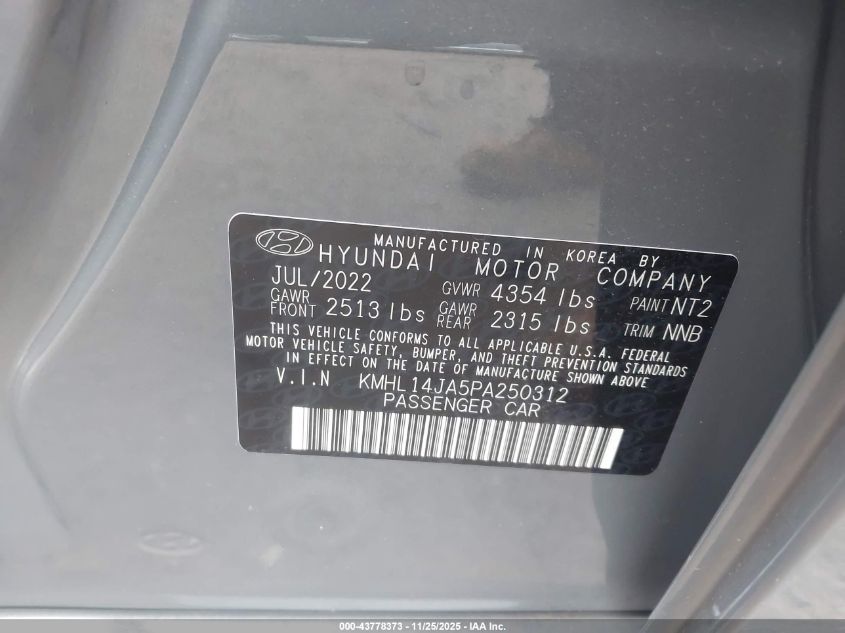 MANUFACTURED IN KOREA BY
HYUNDAI MOTOR COMPANY
JUL/2022 GVWR 4354 lbs PAINT NT2
GAWR FRONT 2513 lbs GAWR REAR 2315 lbs TRIM NNB
THIS VEHICLE CONFORMS TO ALL APPLICABLE U.S.A. FEDERAL
MOTOR VEHICLE SAFETY, BUMPER, AND THEFT PREVENTION STANDARDS
IN EFFECT ON THE DATE OF MANUFACTURE SHOWN ABOVE
V.I.N KMHL14JA5PA250312
PASSENGER CAR
000-43778373 - 11/25/2025 - IAA Inc.